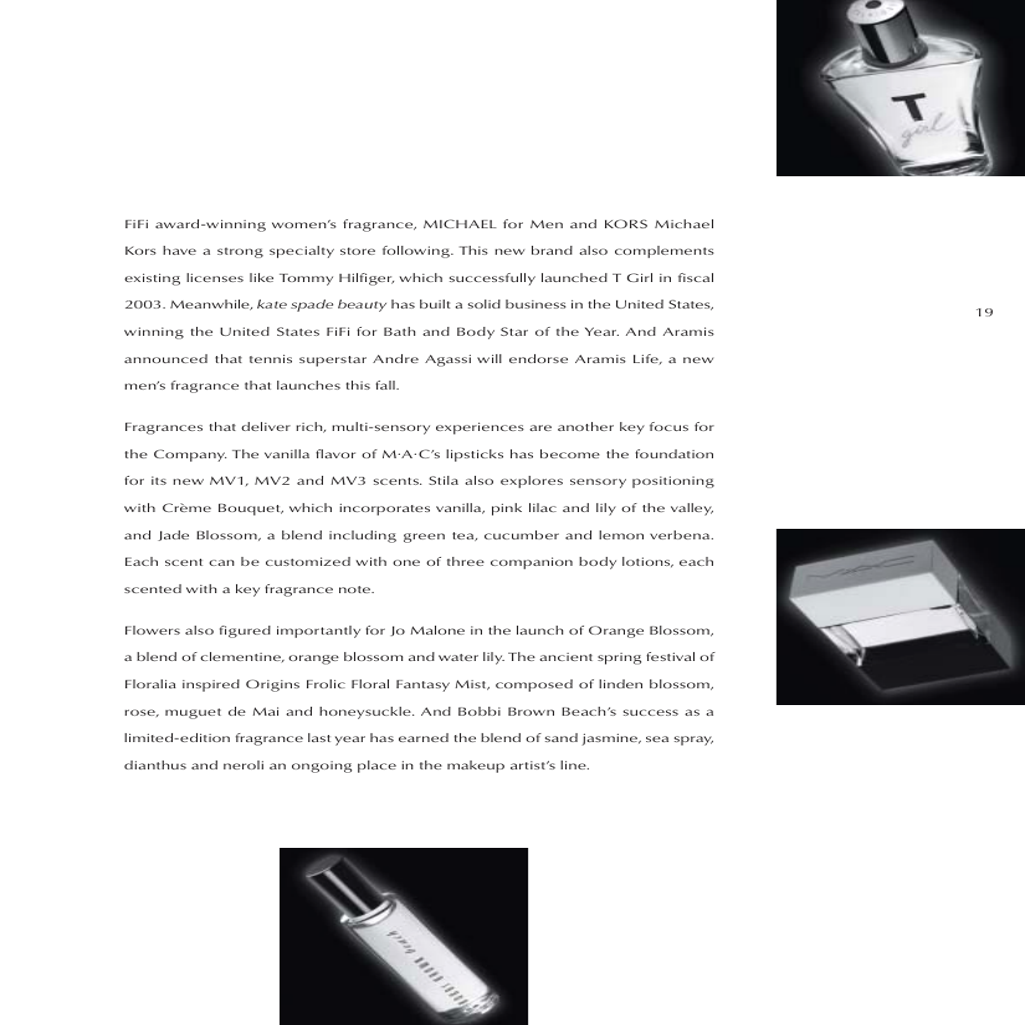 T
girl
FiFi award-winning women's fragrance, MICHAEL for Men and KORS Michael
Kors have a strong specialty store following. This new brand also complements
existing licenses like Tommy Hilfiger, which successfully launched T Girl in fiscal
2003. Meanwhile, kate spade beauty has built a solid business in the United States,
winning the United States FiFi for Bath and Body Star of the Year. And Aramis
announced that tennis superstar Andre Agassi will endorse Aramis Life, a new
men's fragrance that launches this fall.
19
Fragrances that deliver rich, multi-sensory experiences are another key focus for
the Company. The vanilla flavor of M·A·C's lipsticks has become the foundation
for its new MV1, MV2 and MV3 scents. Stila also explores sensory positioning
with Crème Bouquet, which incorporates vanilla, pink lilac and lily of the valley,
and Jade Blossom, a blend including green tea, cucumber and lemon verbena.
Each scent can be customized with one of three companion body lotions, each
scented with a key fragrance note.
MAC
Flowers also figured importantly for Jo Malone in the launch of Orange Blossom,
a blend of clementine, orange blossom and water lily. The ancient spring festival of
Floralia inspired Origins Frolic Floral Fantasy Mist, composed of linden blossom,
rose, muguet de Mai and honeysuckle. And Bobbi Brown Beach's success as a
limited-edition fragrance last year has earned the blend of sand jasmine, sea spray,
dianthus and neroli an ongoing place in the makeup artist's line.
BOBBI BROWN beach